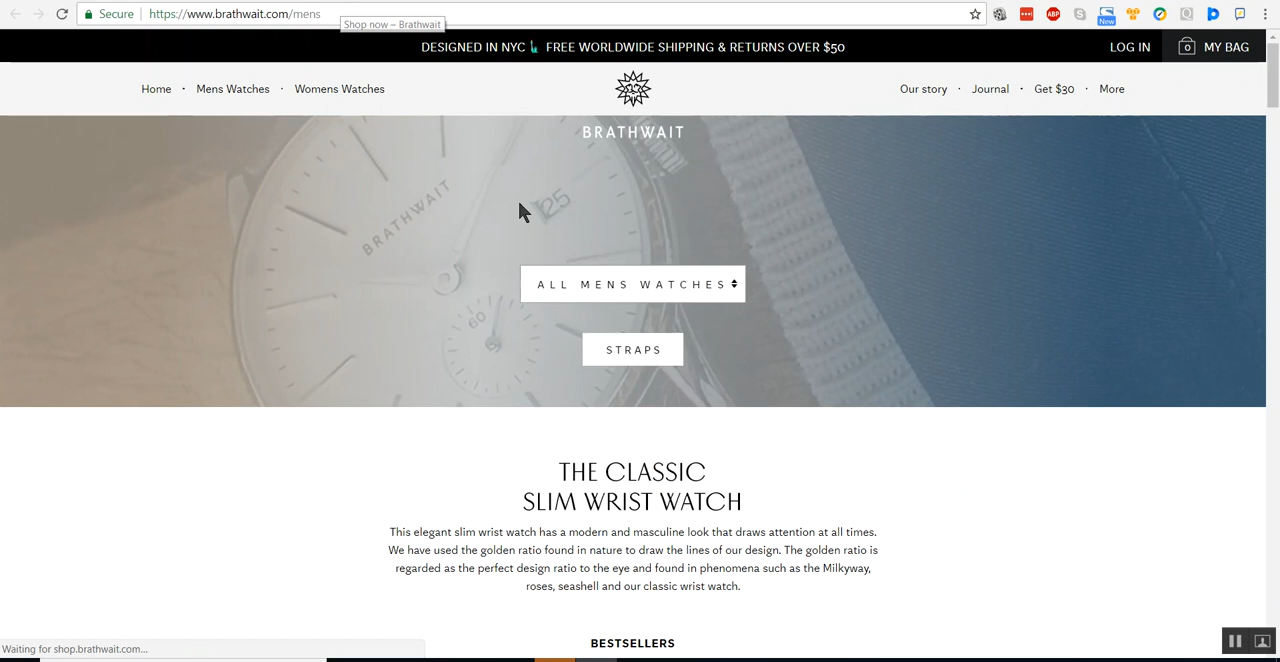 Secure https://www.brathwait.com/mens
Shop now – Brathwait
ABP
New
DESIGNED IN NYC FREE WORLDWIDE SHIPPING & RETURNS OVER $50
LOG IN
0 MY BAG
Home · Mens Watches · Womens Watches
Our story · Journal · Get $30 · More
BRATHWAIT
BRATHWAIT
25
60
ALL MENS WATCHES
STRAPS
THE CLASSIC
SLIM WRIST WATCH
This elegant slim wrist watch has a modern and masculine look that draws attention at all times.
We have used the golden ratio found in nature to draw the lines of our design. The golden ratio is
regarded as the perfect design ratio to the eye and found in phenomena such as the Milkyway,
roses, seashell and our classic wrist watch.
BESTSELLERS
Waiting for shop.brathwait.com...